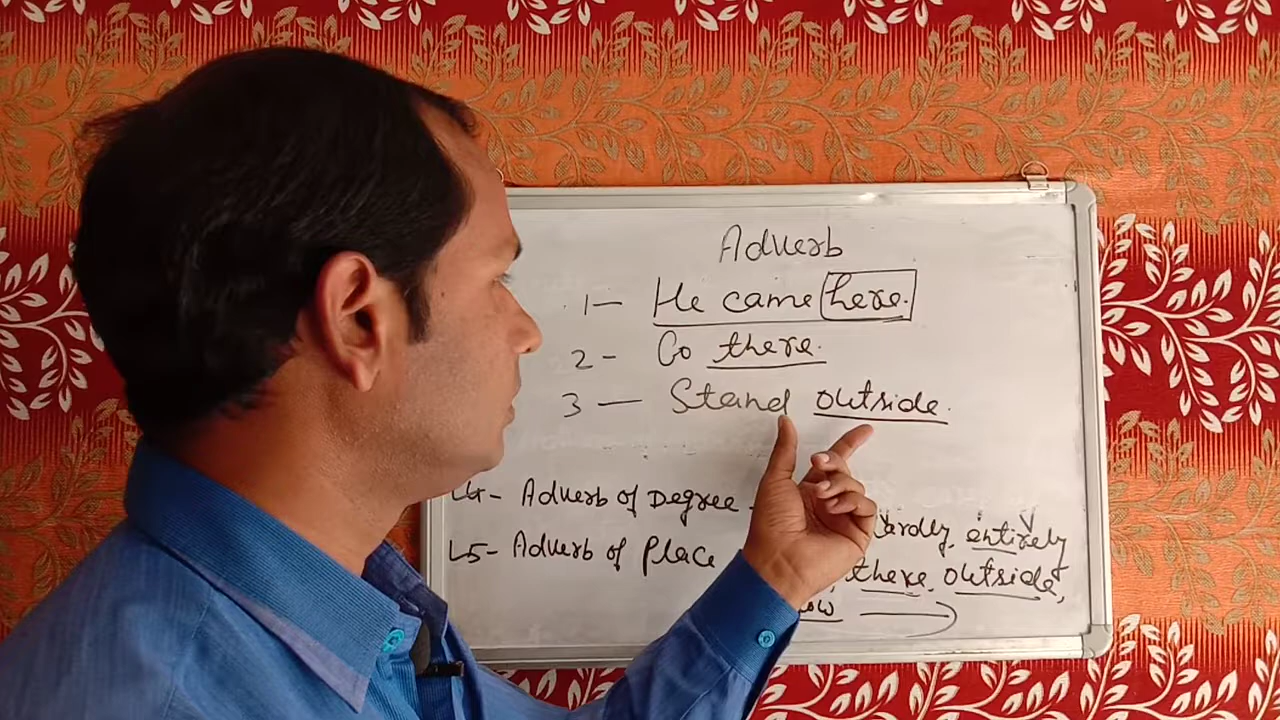 Adverb
1— He came here.
2- Go there.
3— Stand outside.
4- Adverb of Degree - entirely
5- Adverb of Place there, outside,